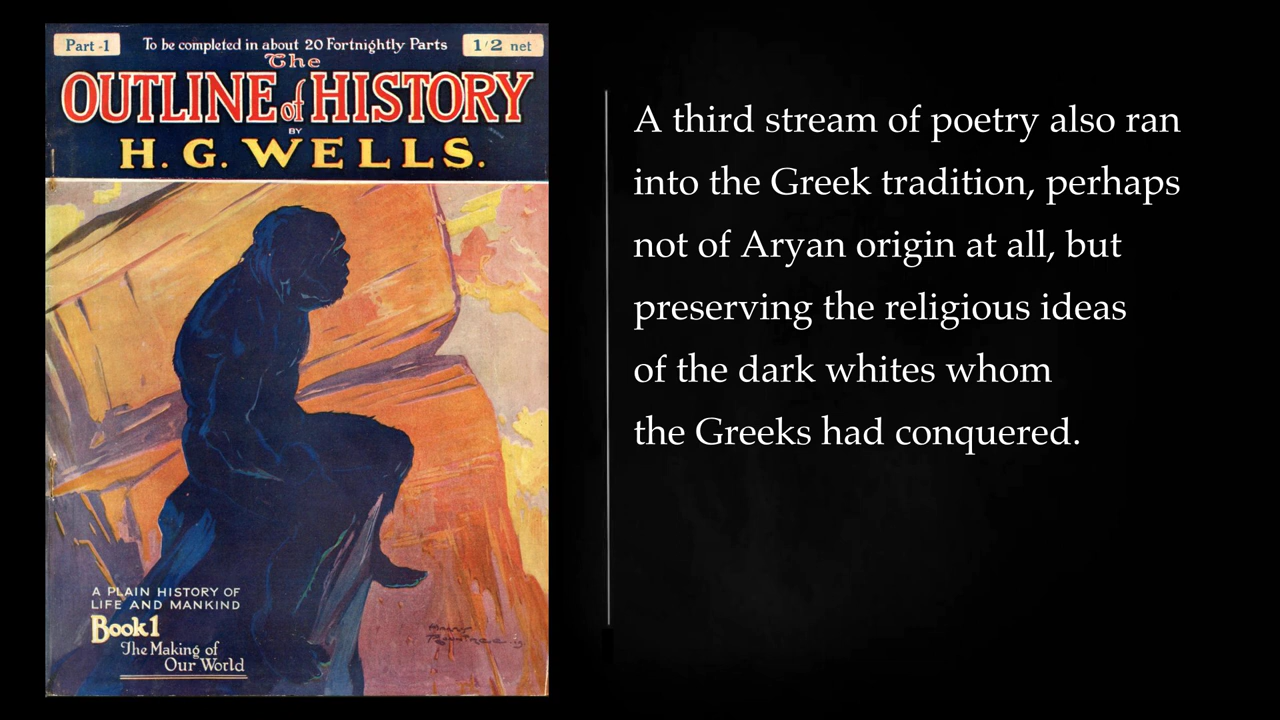 Part -1
To be completed in about 20 Fortnightly Parts
1/2 net
The
OUTLINE of HISTORY
BY
H. G. WELLS.
A PLAIN HISTORY OF
LIFE AND MANKIND
Book 1
The Making of
Our World
A third stream of poetry also ran
into the Greek tradition, perhaps
not of Aryan origin at all, but
preserving the religious ideas
of the dark whites whom
the Greeks had conquered.